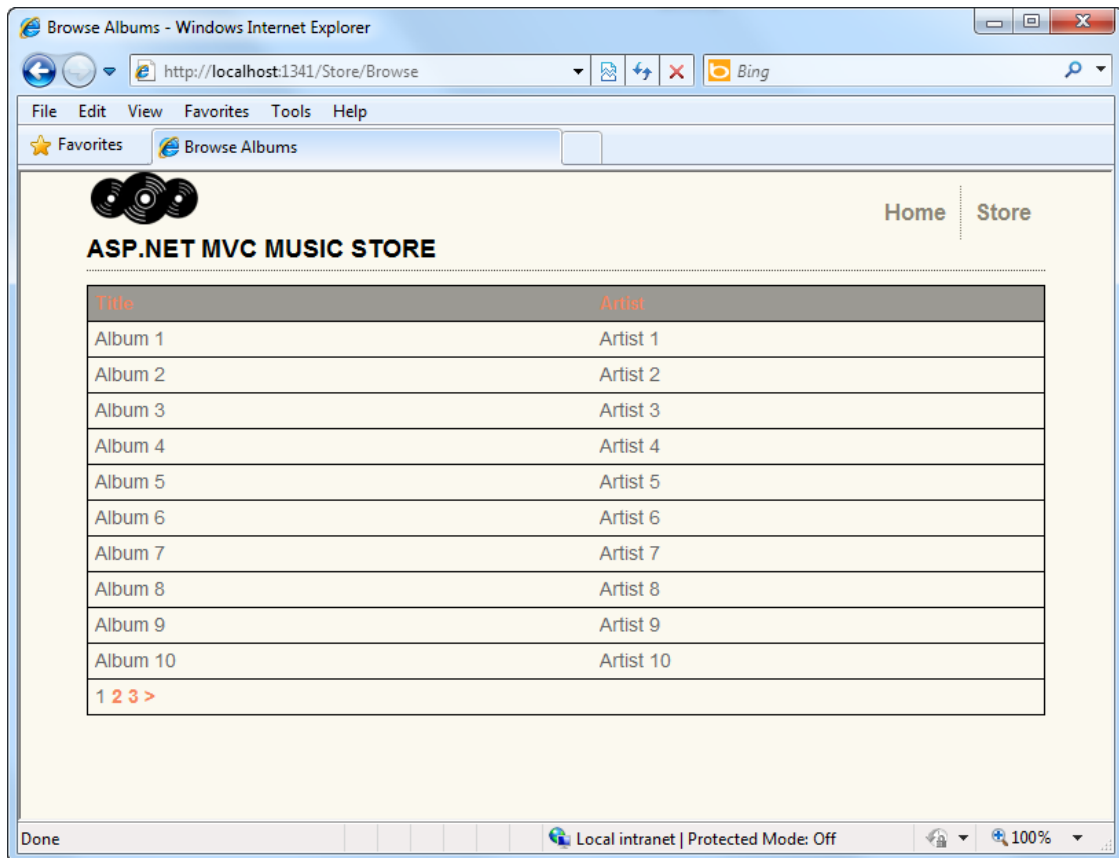 Browse Albums - Windows Internet Explorer
http://localhost:1341/Store/Browse
Bing
File Edit View Favorites Tools Help
Favorites
Browse Albums
Home Store
ASP.NET MVC MUSIC STORE
Title Artist
Album 1 Artist 1
Album 2 Artist 2
Album 3 Artist 3
Album 4 Artist 4
Album 5 Artist 5
Album 6 Artist 6
Album 7 Artist 7
Album 8 Artist 8
Album 9 Artist 9
Album 10 Artist 10
1 2 3 >
Done Local intranet | Protected Mode: Off 100%